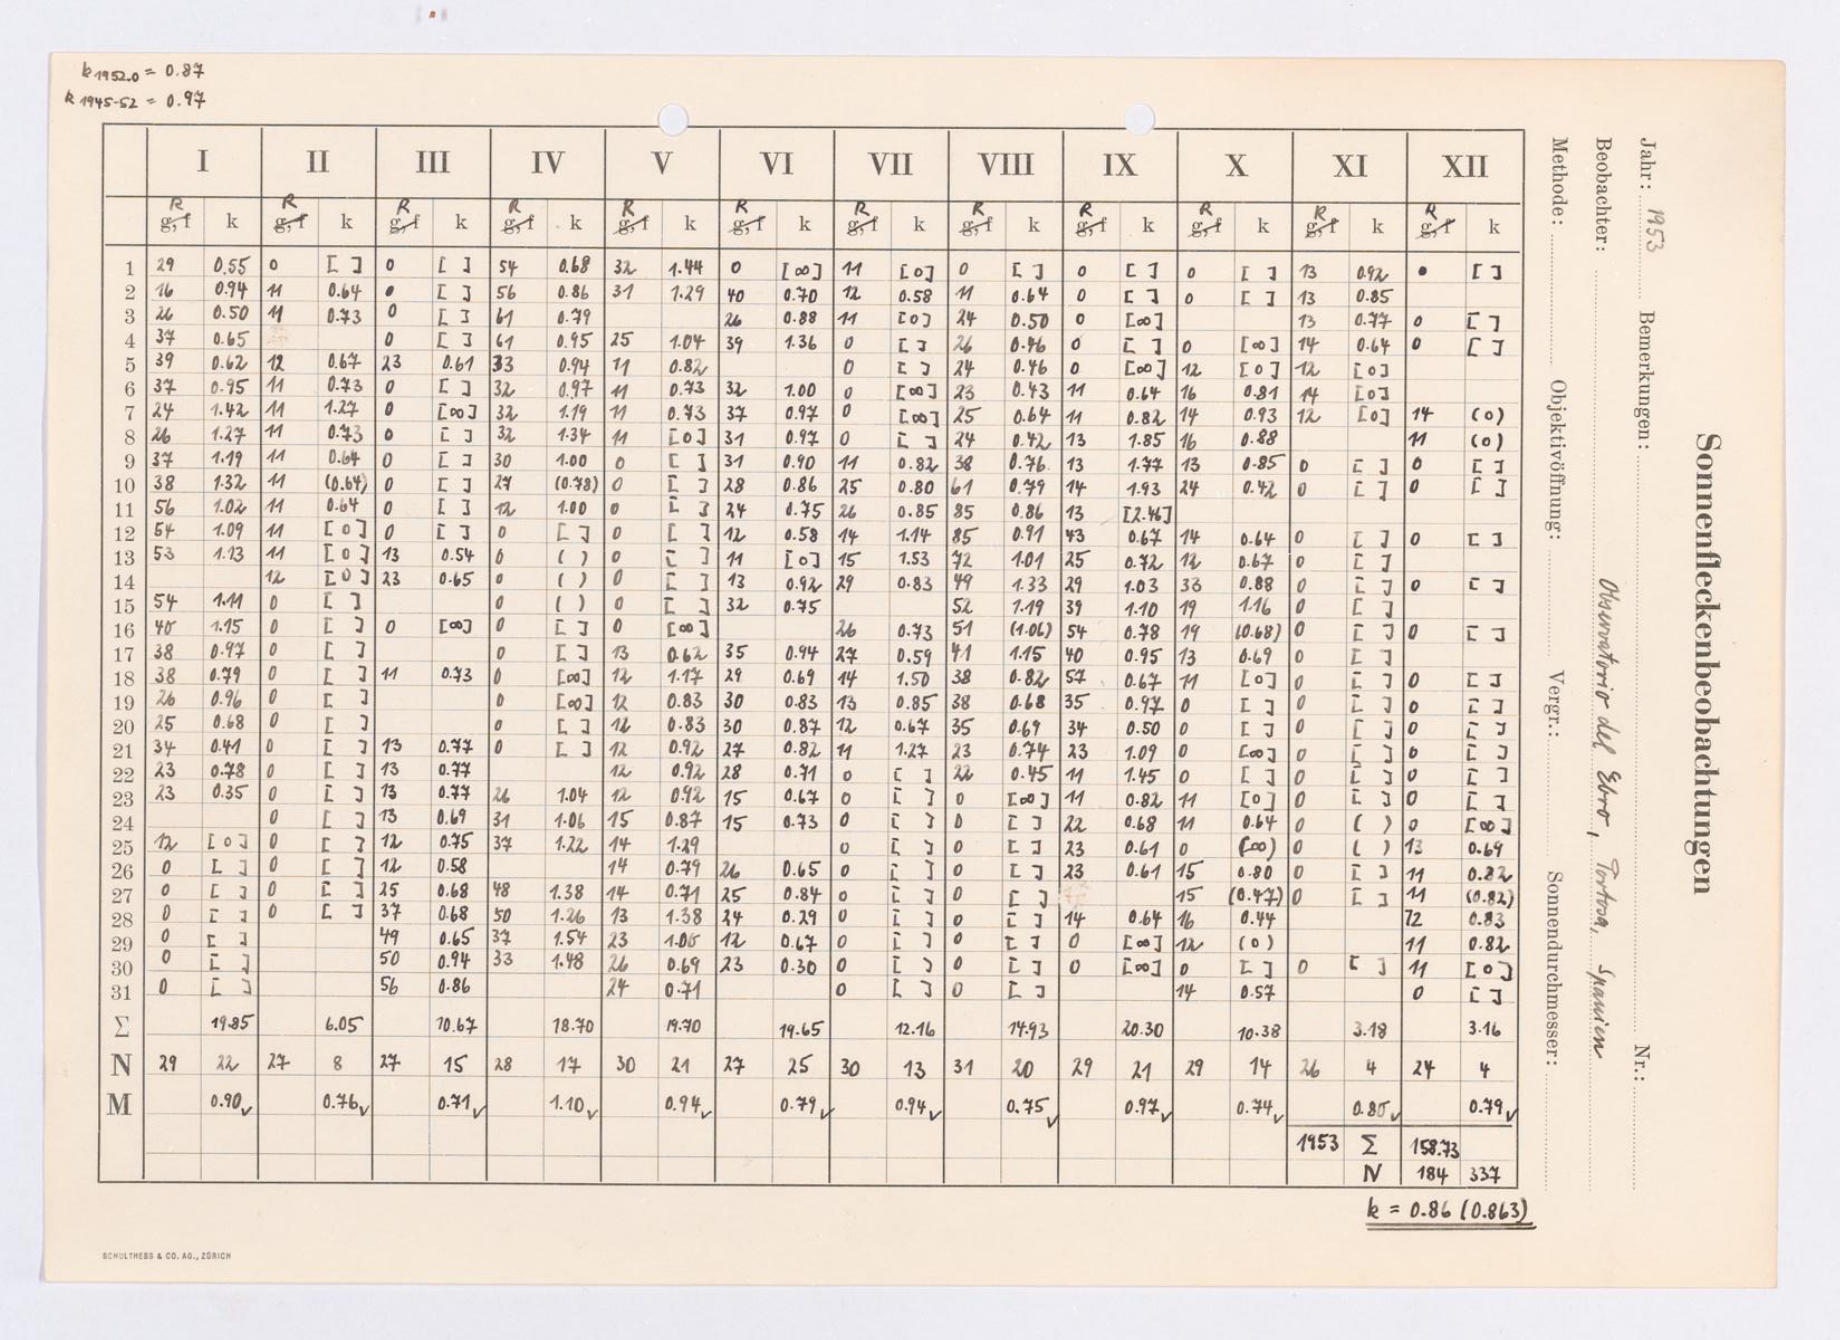 k 1952.0 = 0.87
k 1945-52 = 0.97
I II III IV V VI VII VIII IX X XI XII
R R R R R R R R R R R R
g,f k g,f k g,f k g,f k g,f k g,f k g,f k g,f k g,f k g,f k g,f k g,f k
1 29 0.55 0 [ ] 0 [ ] 54 0.68 32 1.44 0 [∞] 11 [0] 0 [ ] 0 [ ] 0 [ ] 13 0.92 • [ ]
2 16 0.94 11 0.64 • [ ] 56 0.86 31 1.29 40 0.70 12 0.58 11 0.64 0 [ ] 0 [ ] 13 0.85
3 26 0.50 11 0.73 0 [ ] 61 0.79 26 0.88 11 [0] 24 0.50 0 [∞] 13 0.77 0 [ ]
4 37 0.65 0 [ ] 61 0.95 25 1.04 39 1.36 0 [ ] 26 0.46 0 [ ] 0 [∞] 14 0.64 0 [ ]
5 39 0.62 12 0.67 23 0.61 33 0.94 11 0.82 0 [ ] 24 0.46 0 [∞] 12 [0] 12 [0]
6 37 0.95 11 0.73 0 [ ] 32 0.97 11 0.73 32 1.00 0 [∞] 23 0.43 11 0.64 16 0.81 14 [0]
7 24 1.42 11 1.27 0 [∞] 32 1.19 11 0.73 37 0.97 0 [∞] 25 0.64 11 0.82 14 0.93 12 [0] 14 (0)
8 26 1.27 11 0.73 0 [ ] 32 1.34 11 [0] 31 0.97 0 [ ] 24 0.42 13 1.85 16 0.88 11 (0)
9 37 1.19 11 0.64 0 [ ] 30 1.00 0 [ ] 31 0.90 11 0.82 38 0.76 13 1.77 13 0.85 0 [ ] 0 [ ]
10 38 1.32 11 (0.64) 0 [ ] 27 (0.78) 0 [ ] 28 0.86 25 0.80 61 0.79 14 1.93 24 0.42 0 [ ] 0 [ ]
11 56 1.02 11 0.64 0 [ ] 12 1.00 0 [ ] 24 0.75 26 0.85 85 0.86 13 [2.46]
12 54 1.09 11 [0] 0 [ ] 0 [ ] 0 [ ] 12 0.58 14 1.14 85 0.91 43 0.67 14 0.64 0 [ ] 0 [ ]
13 53 1.13 11 [0] 13 0.54 0 ( ) 0 [ ] 11 [0] 15 1.53 72 1.01 25 0.72 12 0.67 0 [ ]
14 12 [0] 23 0.65 0 ( ) 0 [ ] 13 0.92 29 0.83 49 1.33 29 1.03 33 0.88 0 [ ] 0 [ ]
15 54 1.11 0 [ ] 0 ( ) 0 [ ] 32 0.75 52 1.19 39 1.10 19 1.16 0 [ ]
16 40 1.15 0 [ ] 0 [∞] 0 [ ] 0 [∞] 26 0.73 51 (1.06) 54 0.78 19 (0.68) 0 [ ] 0 [ ]
17 38 0.97 0 [ ] 0 [ ] 13 0.62 35 0.94 27 0.59 41 1.15 40 0.95 13 0.69 0 [ ]
18 38 0.79 0 [ ] 11 0.73 0 [∞] 12 1.17 29 0.69 14 1.50 38 0.82 57 0.67 11 [0] 0 [ ] 0 [ ]
19 26 0.96 0 [ ] 0 [∞] 12 0.83 30 0.83 13 0.85 38 0.68 35 0.97 0 [ ] 0 [ ] 0 [ ]
20 25 0.68 0 [ ] 0 [ ] 12 0.83 30 0.87 12 0.67 35 0.69 34 0.50 0 [ ] 0 [ ] 0 [ ]
21 34 0.41 0 [ ] 13 0.77 0 [ ] 12 0.92 27 0.82 11 1.27 23 0.74 23 1.09 0 [∞] 0 [ ] 0 [ ]
22 23 0.78 0 [ ] 13 0.77 12 0.92 28 0.71 0 [ ] 22 0.45 11 1.45 0 [ ] 0 [ ] 0 [ ]
23 23 0.35 0 [ ] 13 0.77 26 1.04 12 0.92 15 0.67 0 [ ] 0 [∞] 11 0.82 11 [0] 0 [ ] 0 [ ]
24 0 [ ] 13 0.69 31 1.06 15 0.87 15 0.73 0 [ ] 0 [ ] 22 0.68 11 0.64 0 ( ) 0 [∞]
25 12 [0] 0 [ ] 12 0.75 37 1.22 14 1.29 0 [ ] 0 [ ] 23 0.61 0 (∞) 0 ( ) 13 0.69
26 0 [ ] 0 [ ] 12 0.58 14 0.79 26 0.65 0 [ ] 0 [ ] 23 0.61 15 0.80 0 [ ] 11 0.82
27 0 [ ] 0 [ ] 25 0.68 48 1.38 14 0.71 25 0.84 0 [ ] 0 [ ] 15 (0.47) 0 [ ] 11 (0.82)
28 0 [ ] 0 [ ] 37 0.68 50 1.26 13 1.38 24 0.29 0 [ ] 0 [ ] 14 0.64 16 0.44 12 0.83
29 0 [ ] 49 0.65 37 1.54 23 1.00 12 0.67 0 [ ] 0 [ ] 0 [∞] 12 (0) 11 0.82
30 0 [ ] 50 0.94 33 1.48 26 0.69 23 0.30 0 [ ] 0 [ ] 0 [∞] 0 [ ] 0 [ ] 11 [0]
31 0 [ ] 56 0.86 24 0.71 0 [ ] 0 [ ] 14 0.57 0 [ ]
Σ 19.85 6.05 10.67 18.70 19.70 19.65 12.16 14.93 20.30 10.38 3.18 3.16
N 29 22 27 8 27 15 28 17 30 21 27 25 30 13 31 20 29 21 29 14 26 4 24 4
M 0.90✓ 0.76✓ 0.71✓ 1.10✓ 0.94✓ 0.79✓ 0.94✓ 0.75✓ 0.97✓ 0.74✓ 0.80✓ 0.79✓
1953 Σ 158.73
N 184 337
k = 0.86 (0.863)
SCHULTHESS & CO. AG., ZÜRICH
Sonnenfleckenbeobachtungen
Jahr: 1953 Bemerkungen: Nr.:
Beobachter: Observatorio del Ebro, Tortosa, Spanien
Methode: Objektivöffnung: Vergr.: Sonnendurchmesser: